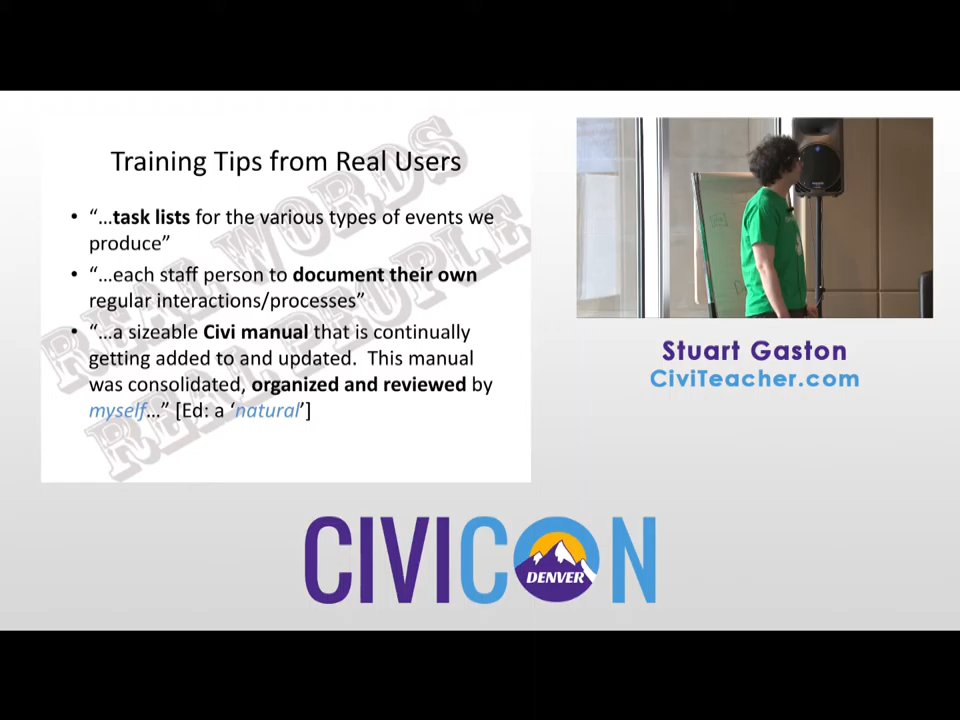 REAL WORDS
REAL PEOPLE
Training Tips from Real Users
• “…task lists for the various types of events we
produce”
• “…each staff person to document their own
regular interactions/processes”
• “…a sizeable Civi manual that is continually
getting added to and updated.  This manual
was consolidated, organized and reviewed by
myself…” [Ed: a ‘natural’]
Stuart Gaston
CiviTeacher.com
CIVICON
DENVER